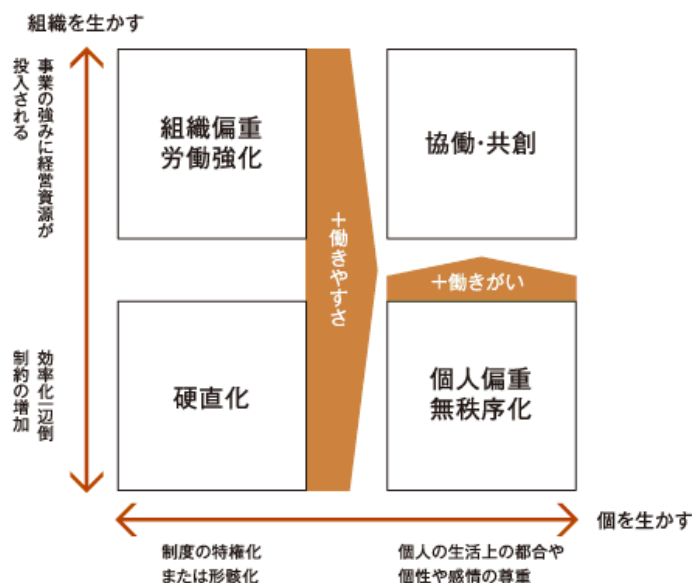 組織を生かす
事業の強みに経営資源が
投入される
組織偏重
労働強化
協働･共創
＋働きやすさ
＋働きがい
効率化一辺倒
制約の増加
硬直化
個人偏重
無秩序化
個を生かす
制度の特権化
または形骸化
個人の生活上の都合や
個性や感情の尊重